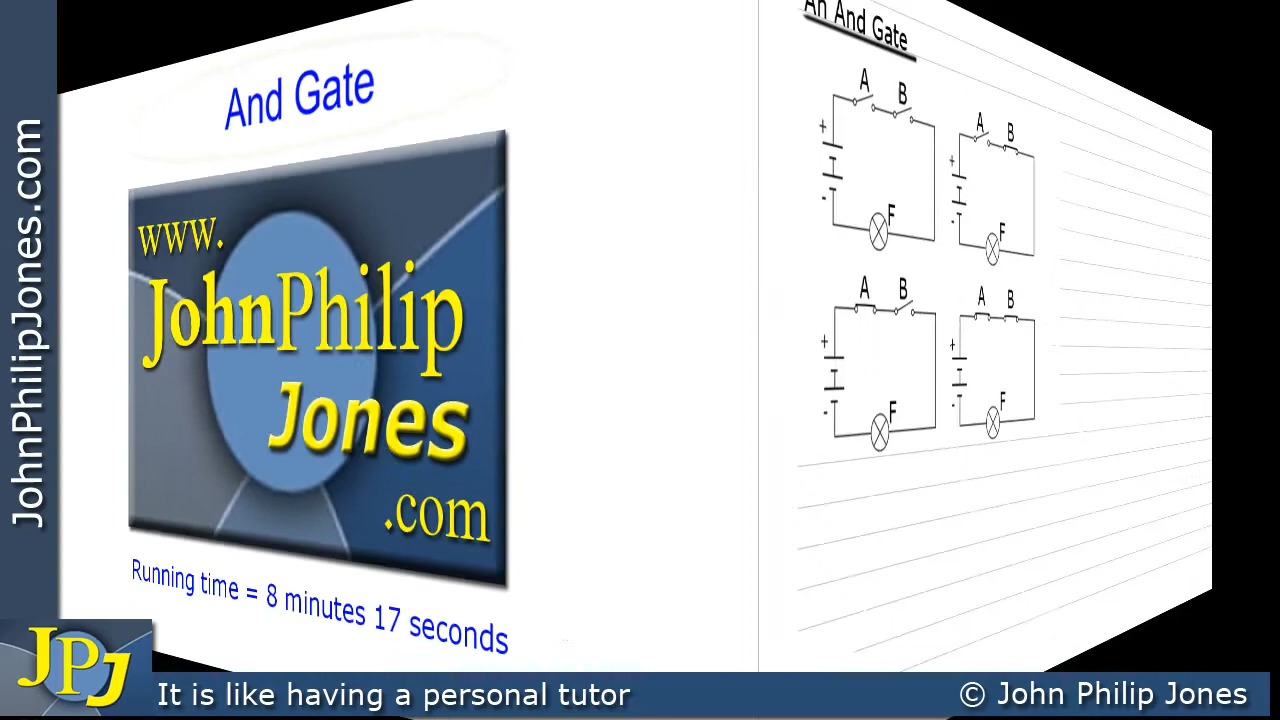 JohnPhilipJones.com
And Gate
www.
JohnPhilip
Jones
.com
Running time = 8 minutes 17 seconds
An And Gate
A B
+
-
F
A B
+
-
F
A B
+
-
F
A B
+
-
F
JPJ
It is like having a personal tutor
© John Philip Jones